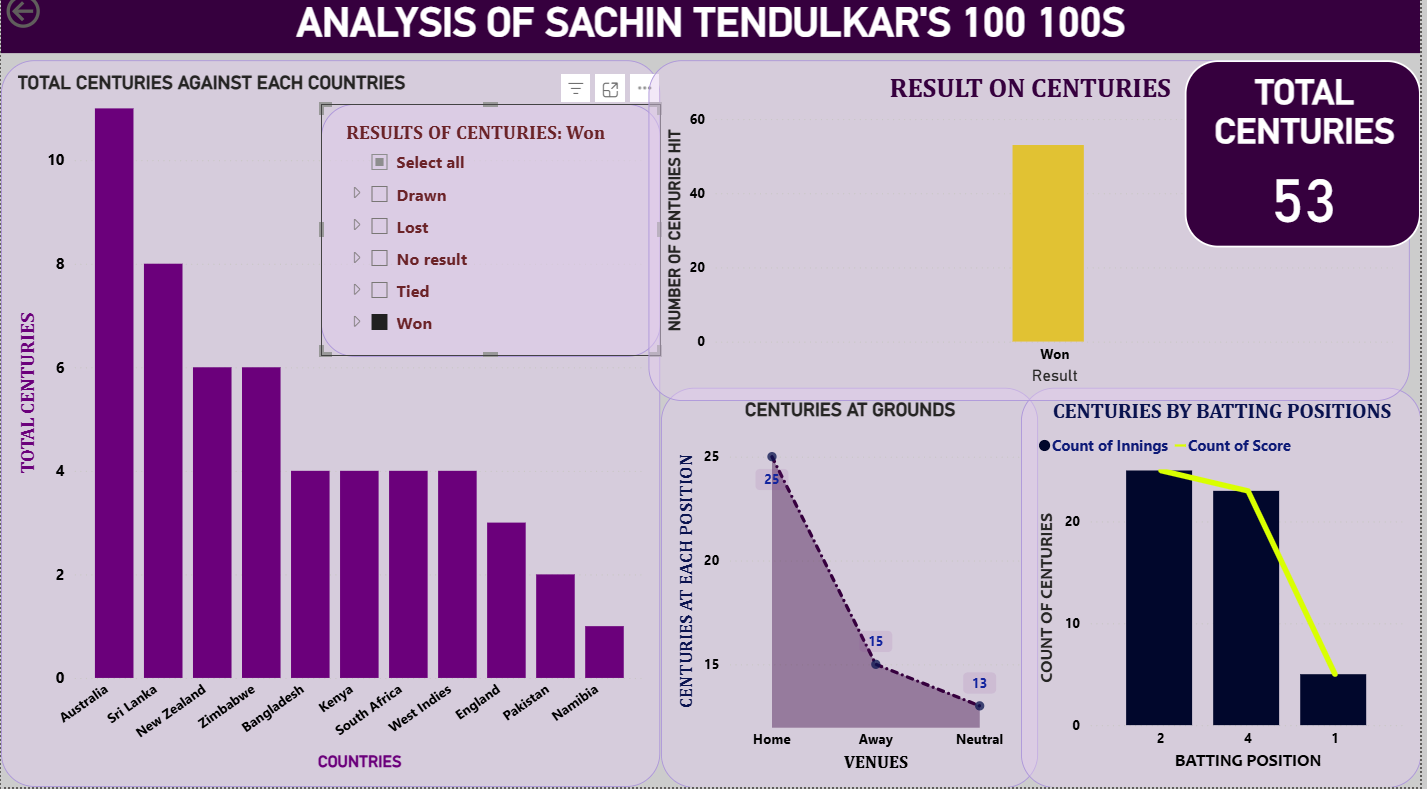 ANALYSIS OF SACHIN TENDULKAR'S 100 100S
TOTAL CENTURIES AGAINST EACH COUNTRIES
TOTAL CENTURIES
10
8
6
4
2
0
Australia
Sri Lanka
New Zealand
Zimbabwe
Bangladesh
Kenya
South Africa
West Indies
England
Pakistan
Namibia
COUNTRIES
RESULTS OF CENTURIES: Won
Select all
Drawn
Lost
No result
Tied
Won
RESULT ON CENTURIES
NUMBER OF CENTURIES HIT
60
40
20
0
Won
Result
TOTAL
CENTURIES
53
CENTURIES AT GROUNDS
CENTURIES AT EACH POSITION
25
20
15
25
15
13
Home
Away
Neutral
VENUES
CENTURIES BY BATTING POSITIONS
Count of Innings
Count of Score
COUNT OF CENTURIES
20
10
0
2
4
1
BATTING POSITION